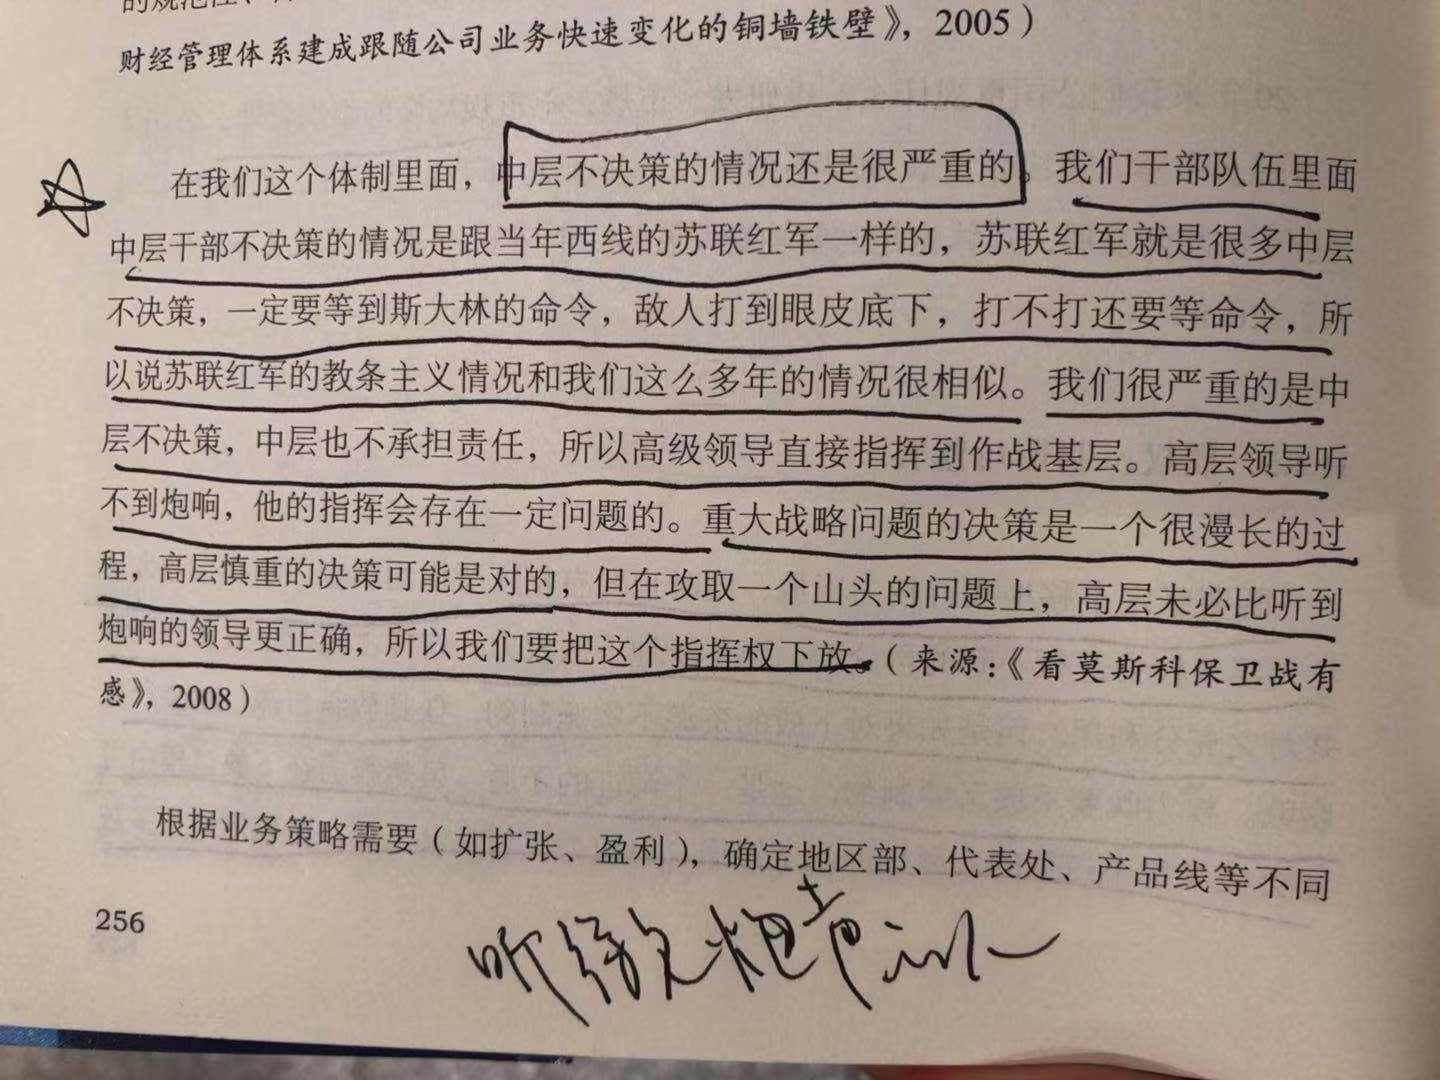 的规范性、
财经管理体系建成跟随公司业务快速变化的铜墙铁壁》，2005）
在我们这个体制里面，中层不决策的情况还是很严重的。我们干部队伍里面
中层干部不决策的情况是跟当年西线的苏联红军一样的，苏联红军就是很多中层
不决策，一定要等到斯大林的命令，敌人打到眼皮底下，打不打还要等命令，所
以说苏联红军的教条主义情况和我们这么多年的情况很相似。我们很严重的是中
层不决策，中层也不承担责任，所以高级领导直接指挥到作战基层。高层领导听
不到炮响，他的指挥会存在一定问题的。重大战略问题的决策是一个很漫长的过
程，高层慎重的决策可能是对的，但在攻取一个山头的问题上，高层未必比听到
炮响的领导更正确，所以我们要把这个指挥权下放。（来源：《看莫斯科保卫战有
感》，2008）
根据业务策略需要（如扩张、盈利），确定地区部、代表处、产品线等不同
256
听得见炮声的人